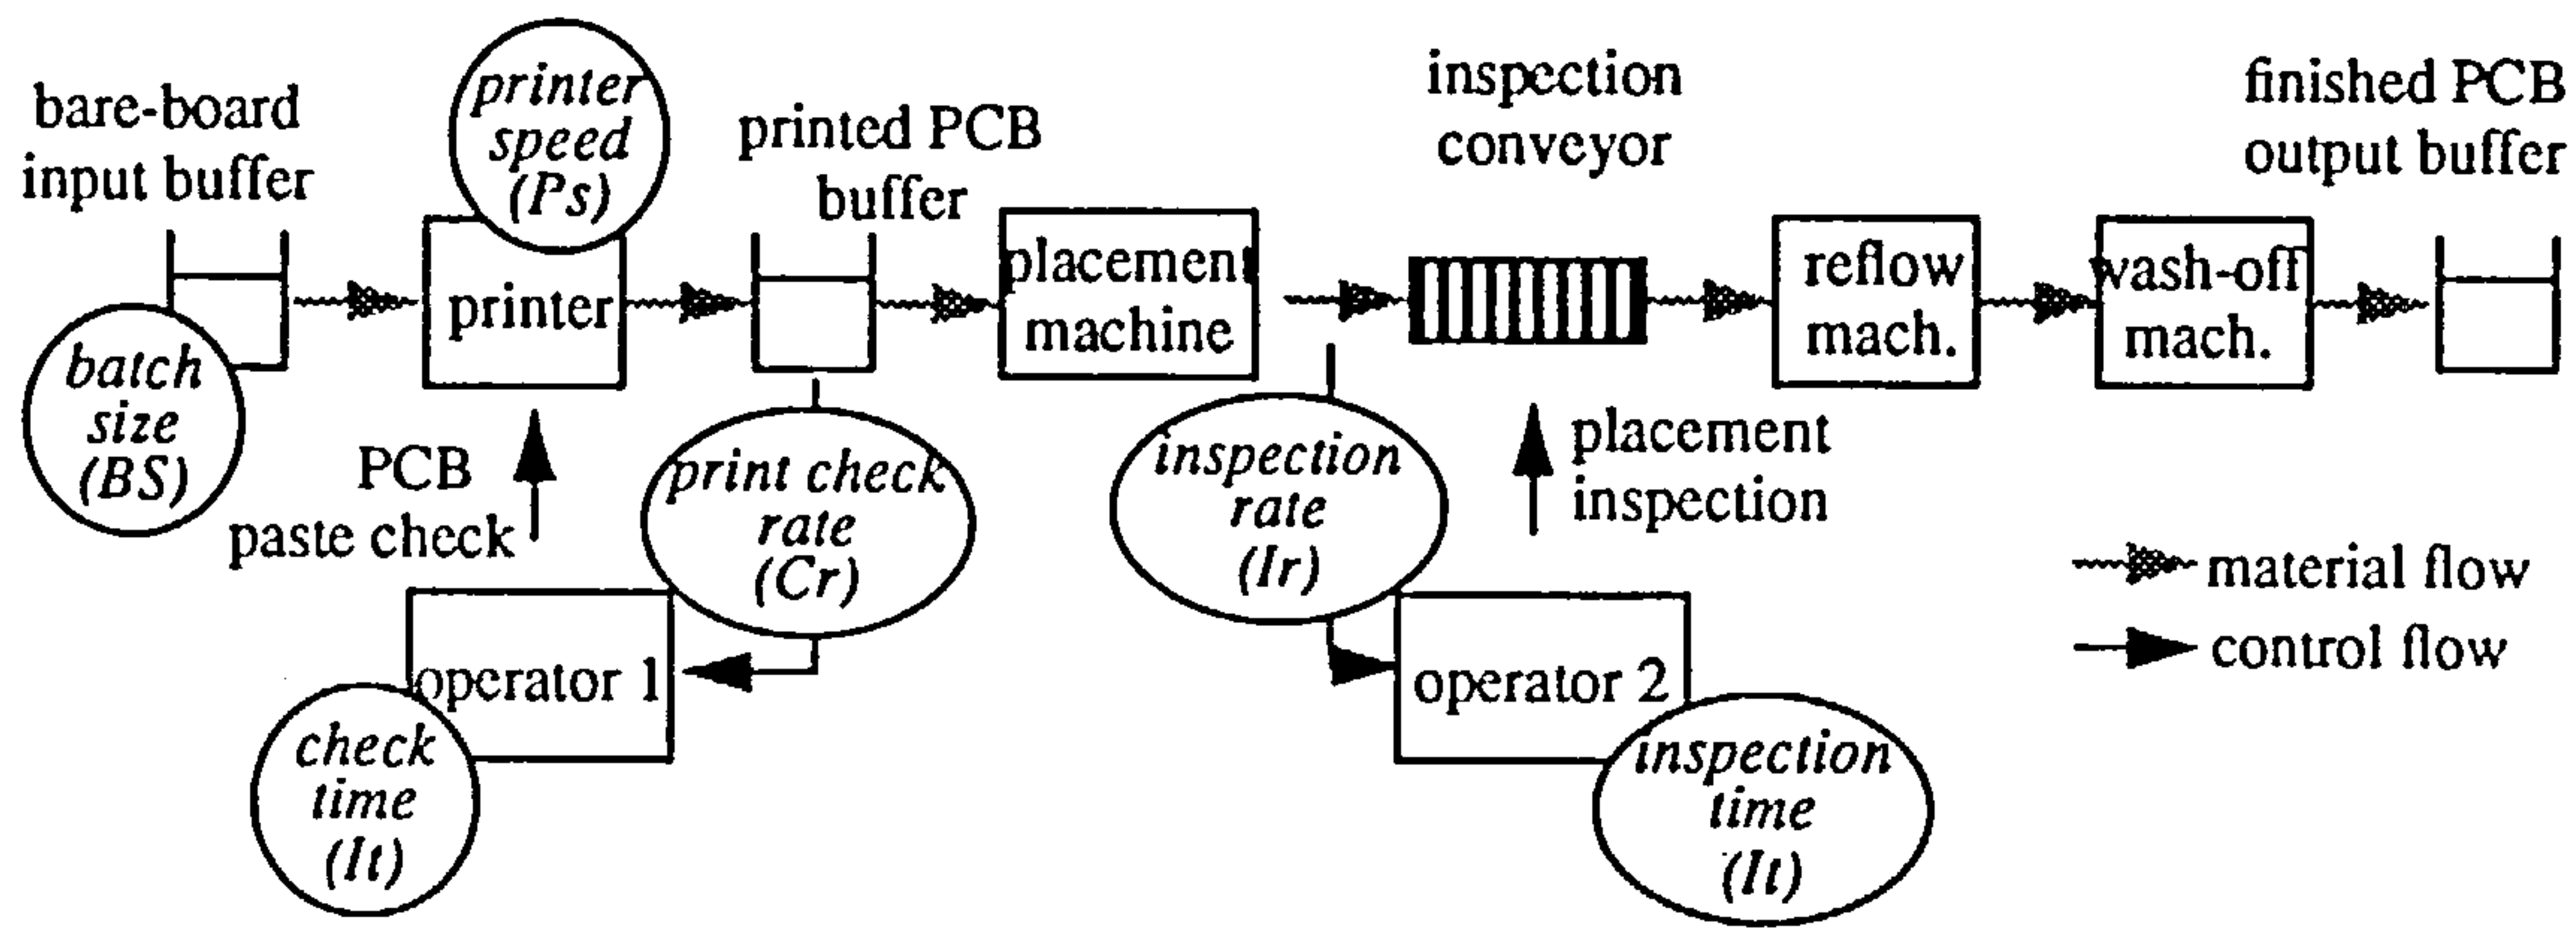 bare-board
input buffer
printer
speed
(Ps)
printed PCB
buffer
inspection
conveyor
finished PCB
output buffer
batch
size
(BS)
printer
placement
machine
reflow
mach.
wash-off
mach.
PCB
paste check
print check
rate
(Cr)
inspection
rate
(Ir)
placement
inspection
material flow
control flow
operator 1
check
time
(It)
operator 2
inspection
time
(It)